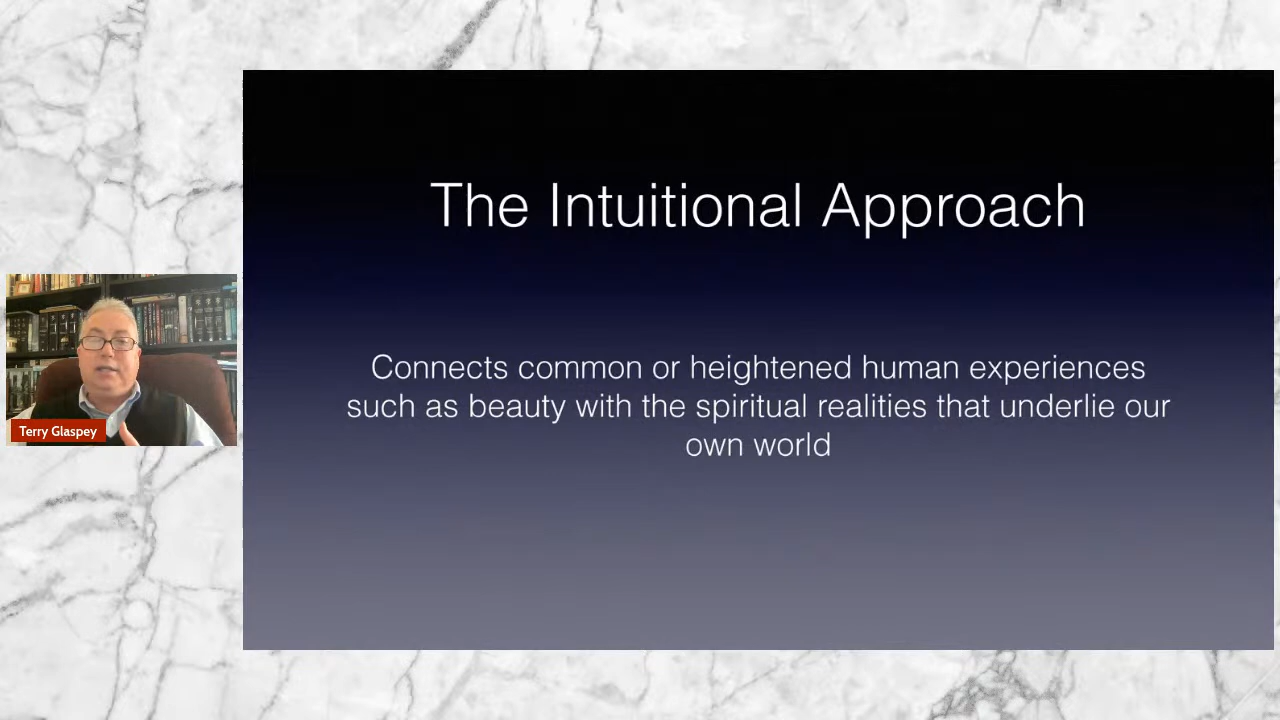 The Intuitional Approach
Connects common or heightened human experiences
such as beauty with the spiritual realities that underlie our
own world
Terry Glaspey